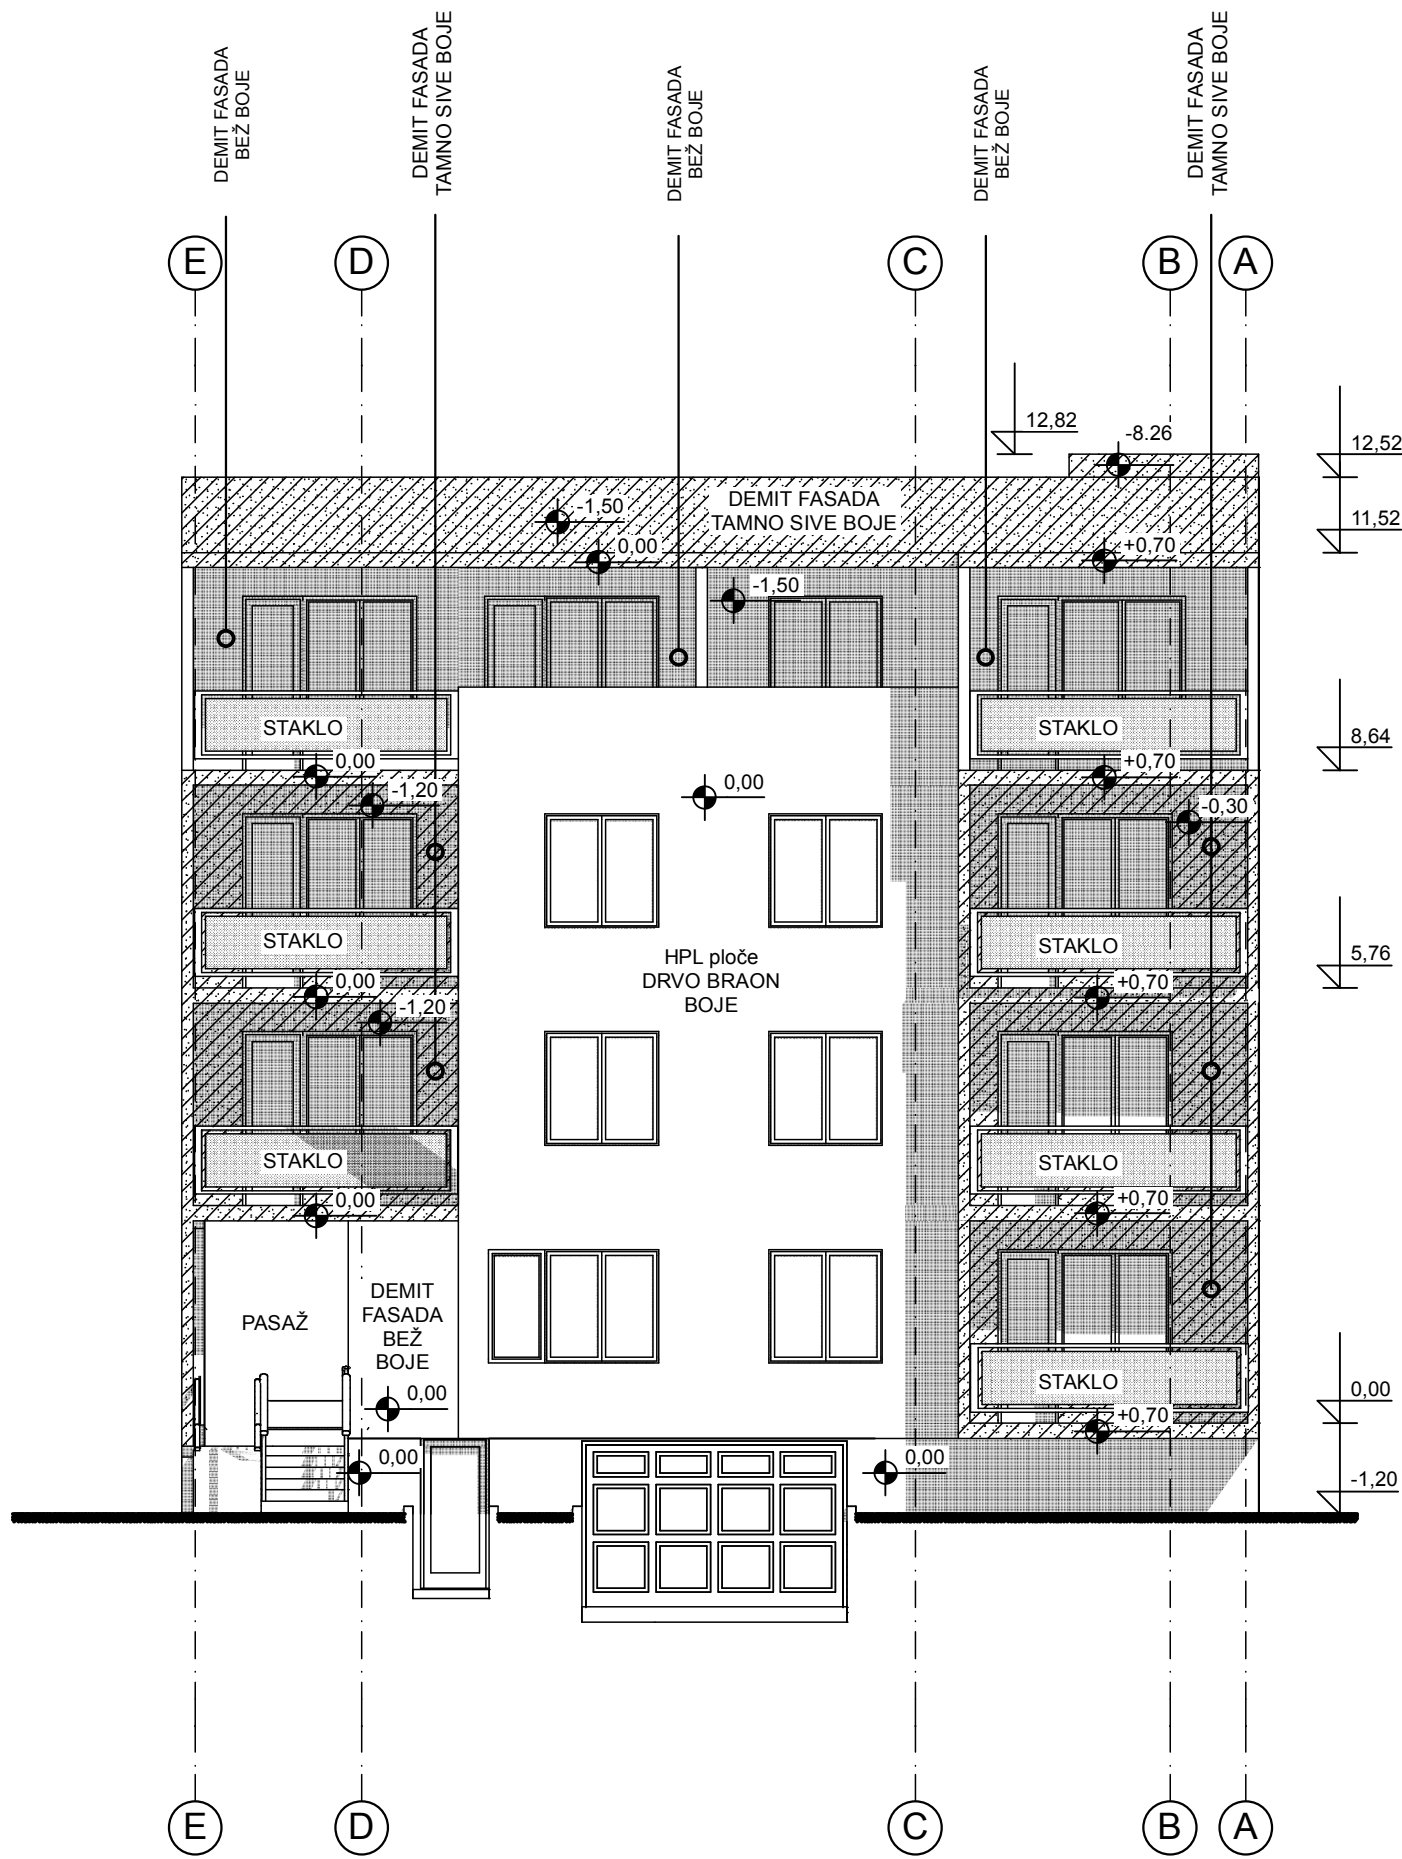 DEMIT FASADA
BEŽ BOJE
DEMIT FASADA
TAMNO SIVE BOJE
DEMIT FASADA
BEŽ BOJE
DEMIT FASADA
BEŽ BOJE
DEMIT FASADA
TAMNO SIVE BOJE
E
D
C
B
A
12,82
-8.26
12,52
DEMIT FASADA
TAMNO SIVE BOJE
-1,50
11,52
0,00
+0,70
-1,50
STAKLO
STAKLO
8,64
0,00
+0,70
-1,20
0,00
-0,30
STAKLO
STAKLO
HPL ploče
DRVO BRAON
BOJE
5,76
0,00
+0,70
-1,20
STAKLO
STAKLO
0,00
+0,70
PASAŽ
DEMIT
FASADA
BEŽ
BOJE
STAKLO
0,00
0,00
+0,70
0,00
0,00
-1,20
E
D
C
B
A